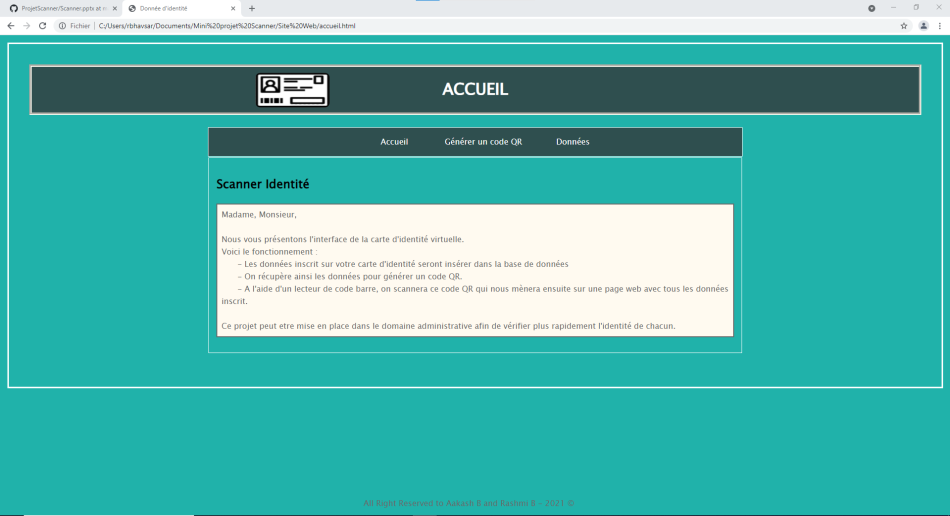 ProjetScanner/Scanner.pptx at m
Donnée d'identité
Fichier | C:/Users/rbhavsar/Documents/Mini%20projet%20Scanner/Site%20Web/accueil.html
ACCUEIL
Accueil Générer un code QR Données
Scanner Identité
Madame, Monsieur,
Nous vous présentons l'interface de la carte d'identité virtuelle.
Voici le fonctionnement :
- Les données inscrit sur votre carte d'identité seront insérer dans la base de données
- On récupère ainsi les données pour générer un code QR.
- A l'aide d'un lecteur de code barre, on scannera ce code QR qui nous mènera ensuite sur une page web avec tous les données
inscrit.
Ce projet peut etre mise en place dans le domaine administrative afin de vérifier plus rapidement l'identité de chacun.
All Right Reserved to Aakash B and Rashmi B - 2021 ©